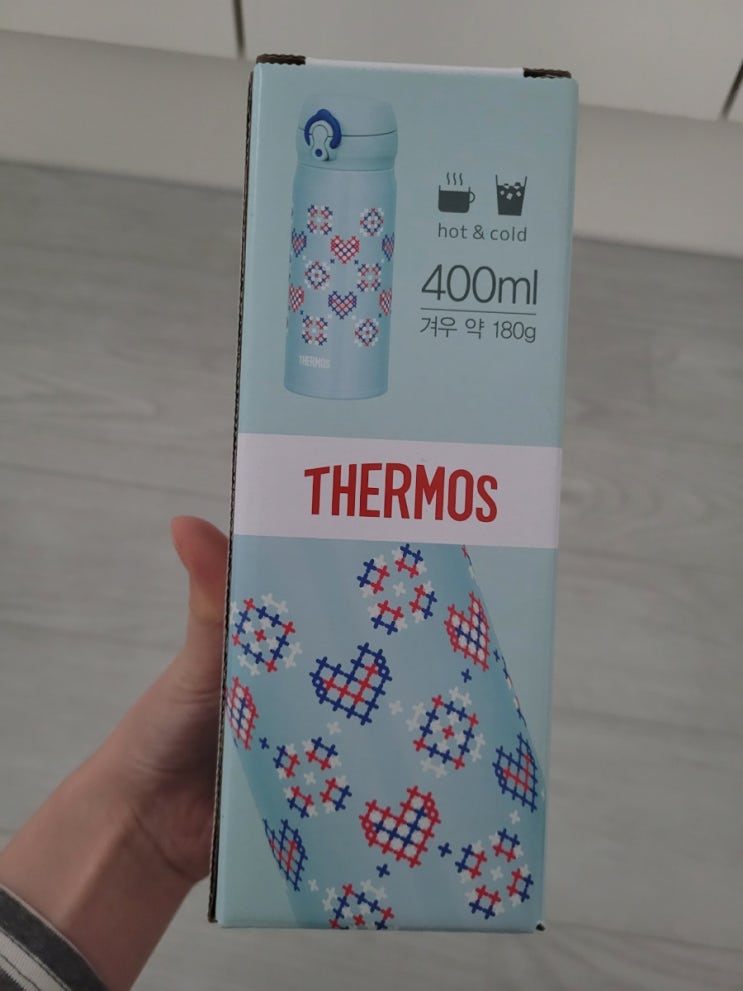 THERMOS
hot & cold
400ml
겨우 약 180g
THERMOS